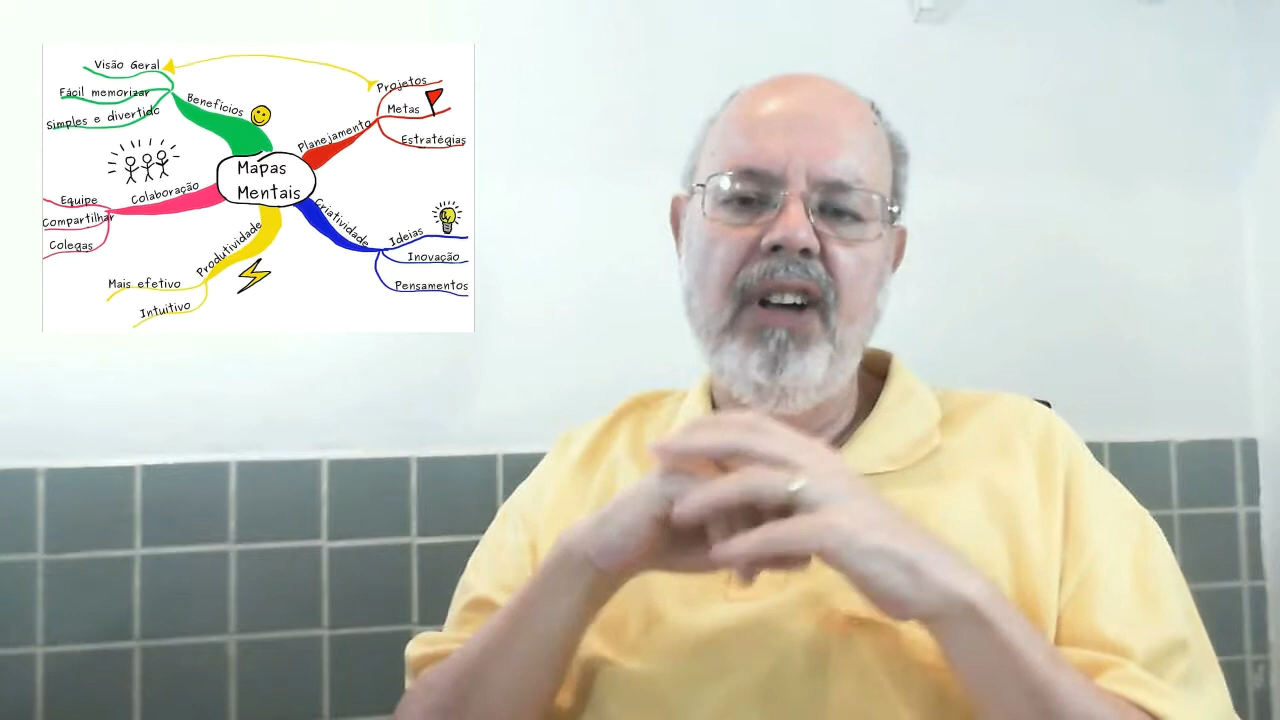 Mapas
Mentais
Benefícios
Visão Geral
Fácil memorizar
Simples e divertido
Planejamento
Projetos
Metas
Estratégias
Criatividade
Ideias
Inovação
Pensamentos
Produtividade
Mais efetivo
Intuitivo
Colaboração
Equipe
Compartilhar
Colegas